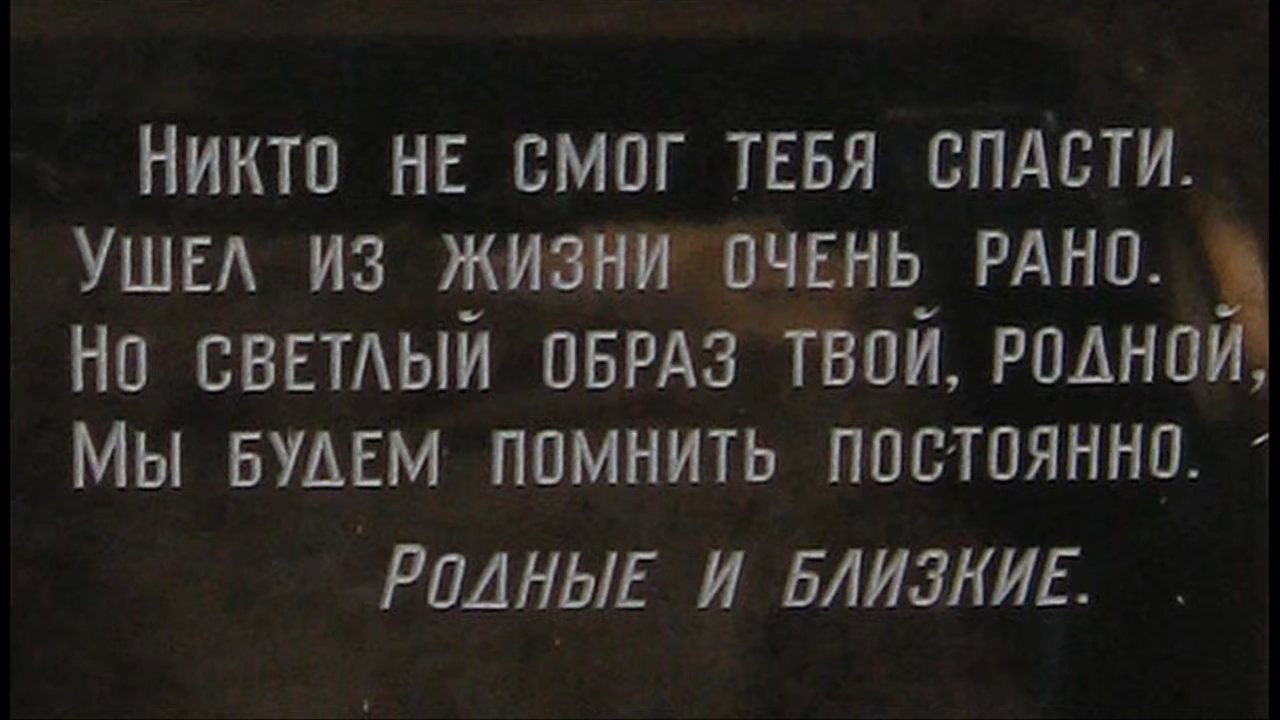 Никто не смог тебя спасти.
Ушел из жизни очень рано.
Но светлый образ твой, родной,
Мы будем помнить постоянно.
Родные и близкие.